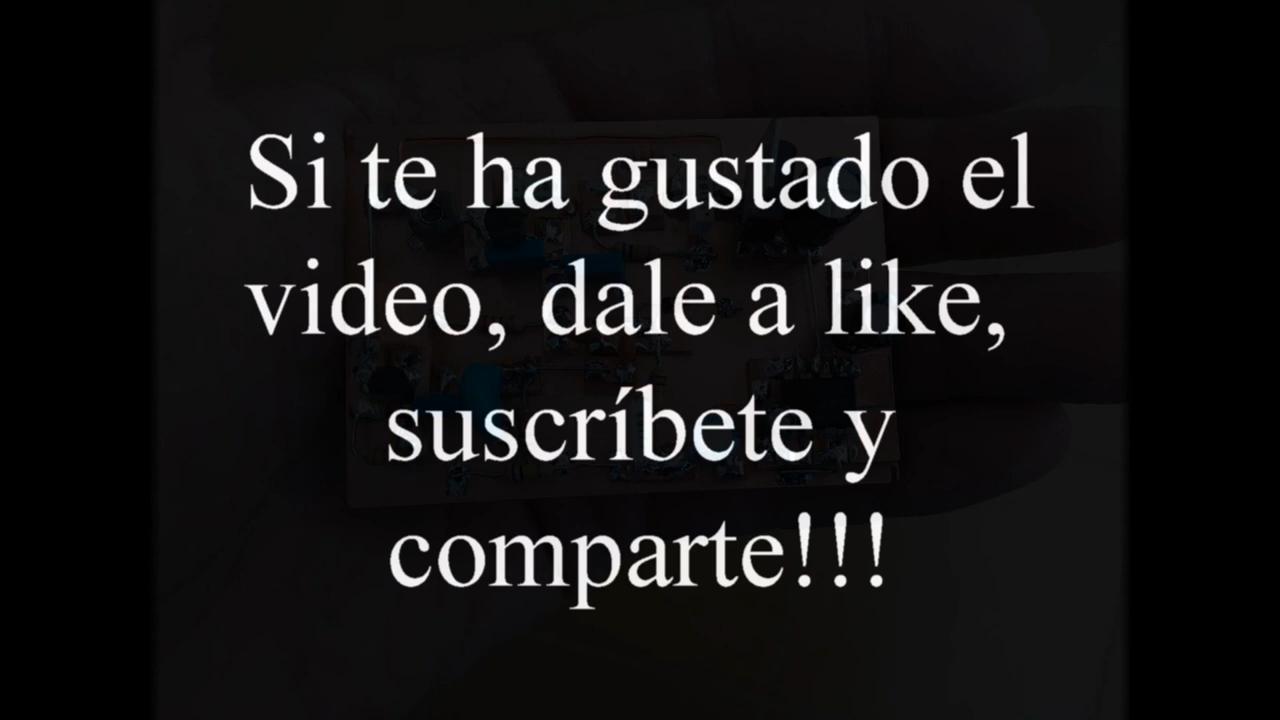 Si te ha gustado el
video, dale a like,
suscríbete y
comparte!!!